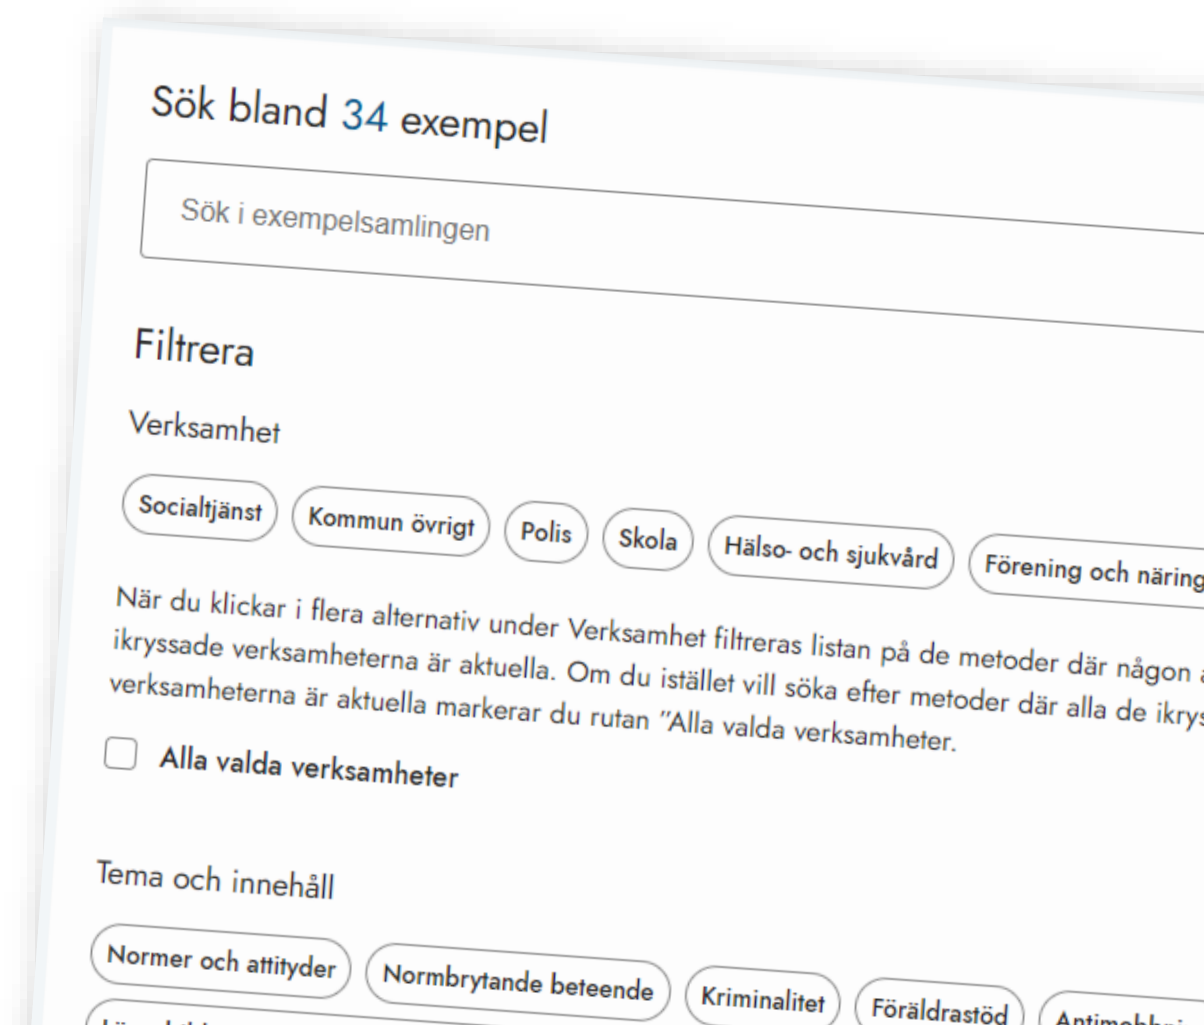 Sök bland 34 exempel
Sök i exempelsamlingen
Filtrera
Verksamhet
Socialtjänst Kommun övrigt Polis Skola Hälso- och sjukvård Förening och näring
När du klickar i flera alternativ under Verksamhet filtreras listan på de metoder där någon
ikryssade verksamheterna är aktuella. Om du istället vill söka efter metoder där alla de ikrys
verksamheterna är aktuella markerar du rutan "Alla valda verksamheter.
Alla valda verksamheter
Tema och innehåll
Normer och attityder Normbrytande beteende Kriminalitet Föräldrastöd